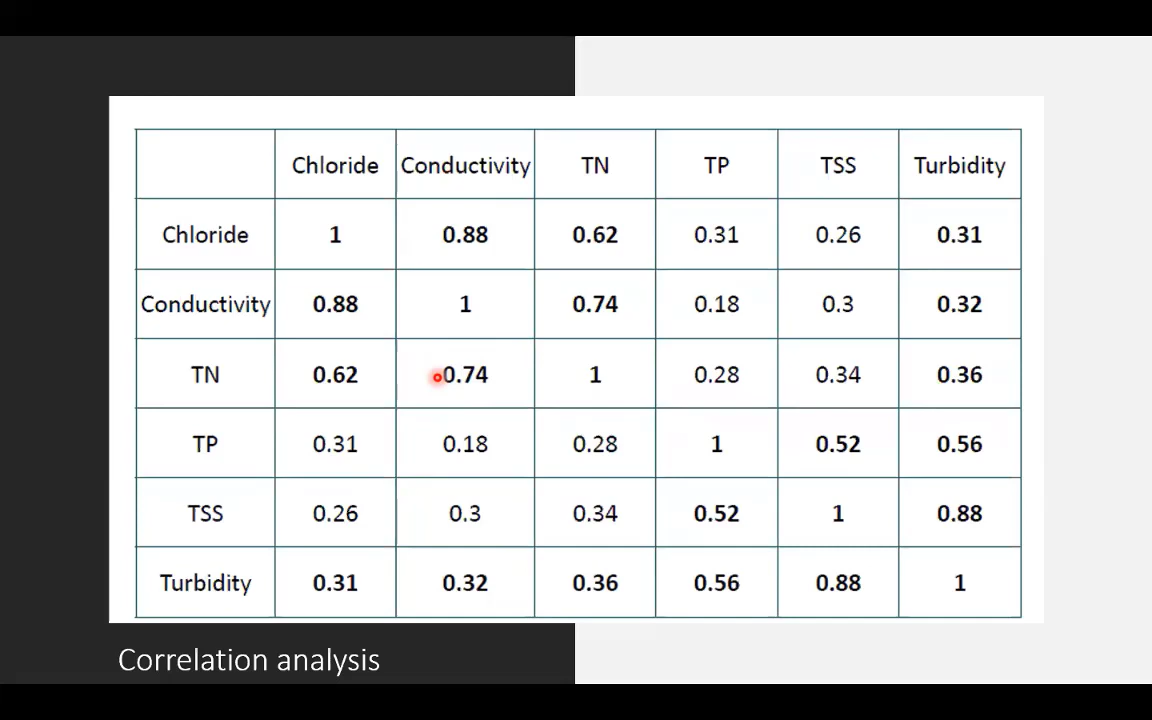 Chloride Conductivity TN TP TSS Turbidity
Chloride 1 0.88 0.62 0.31 0.26 0.31
Conductivity 0.88 1 0.74 0.18 0.3 0.32
TN 0.62 0.74 1 0.28 0.34 0.36
TP 0.31 0.18 0.28 1 0.52 0.56
TSS 0.26 0.3 0.34 0.52 1 0.88
Turbidity 0.31 0.32 0.36 0.56 0.88 1
Correlation analysis